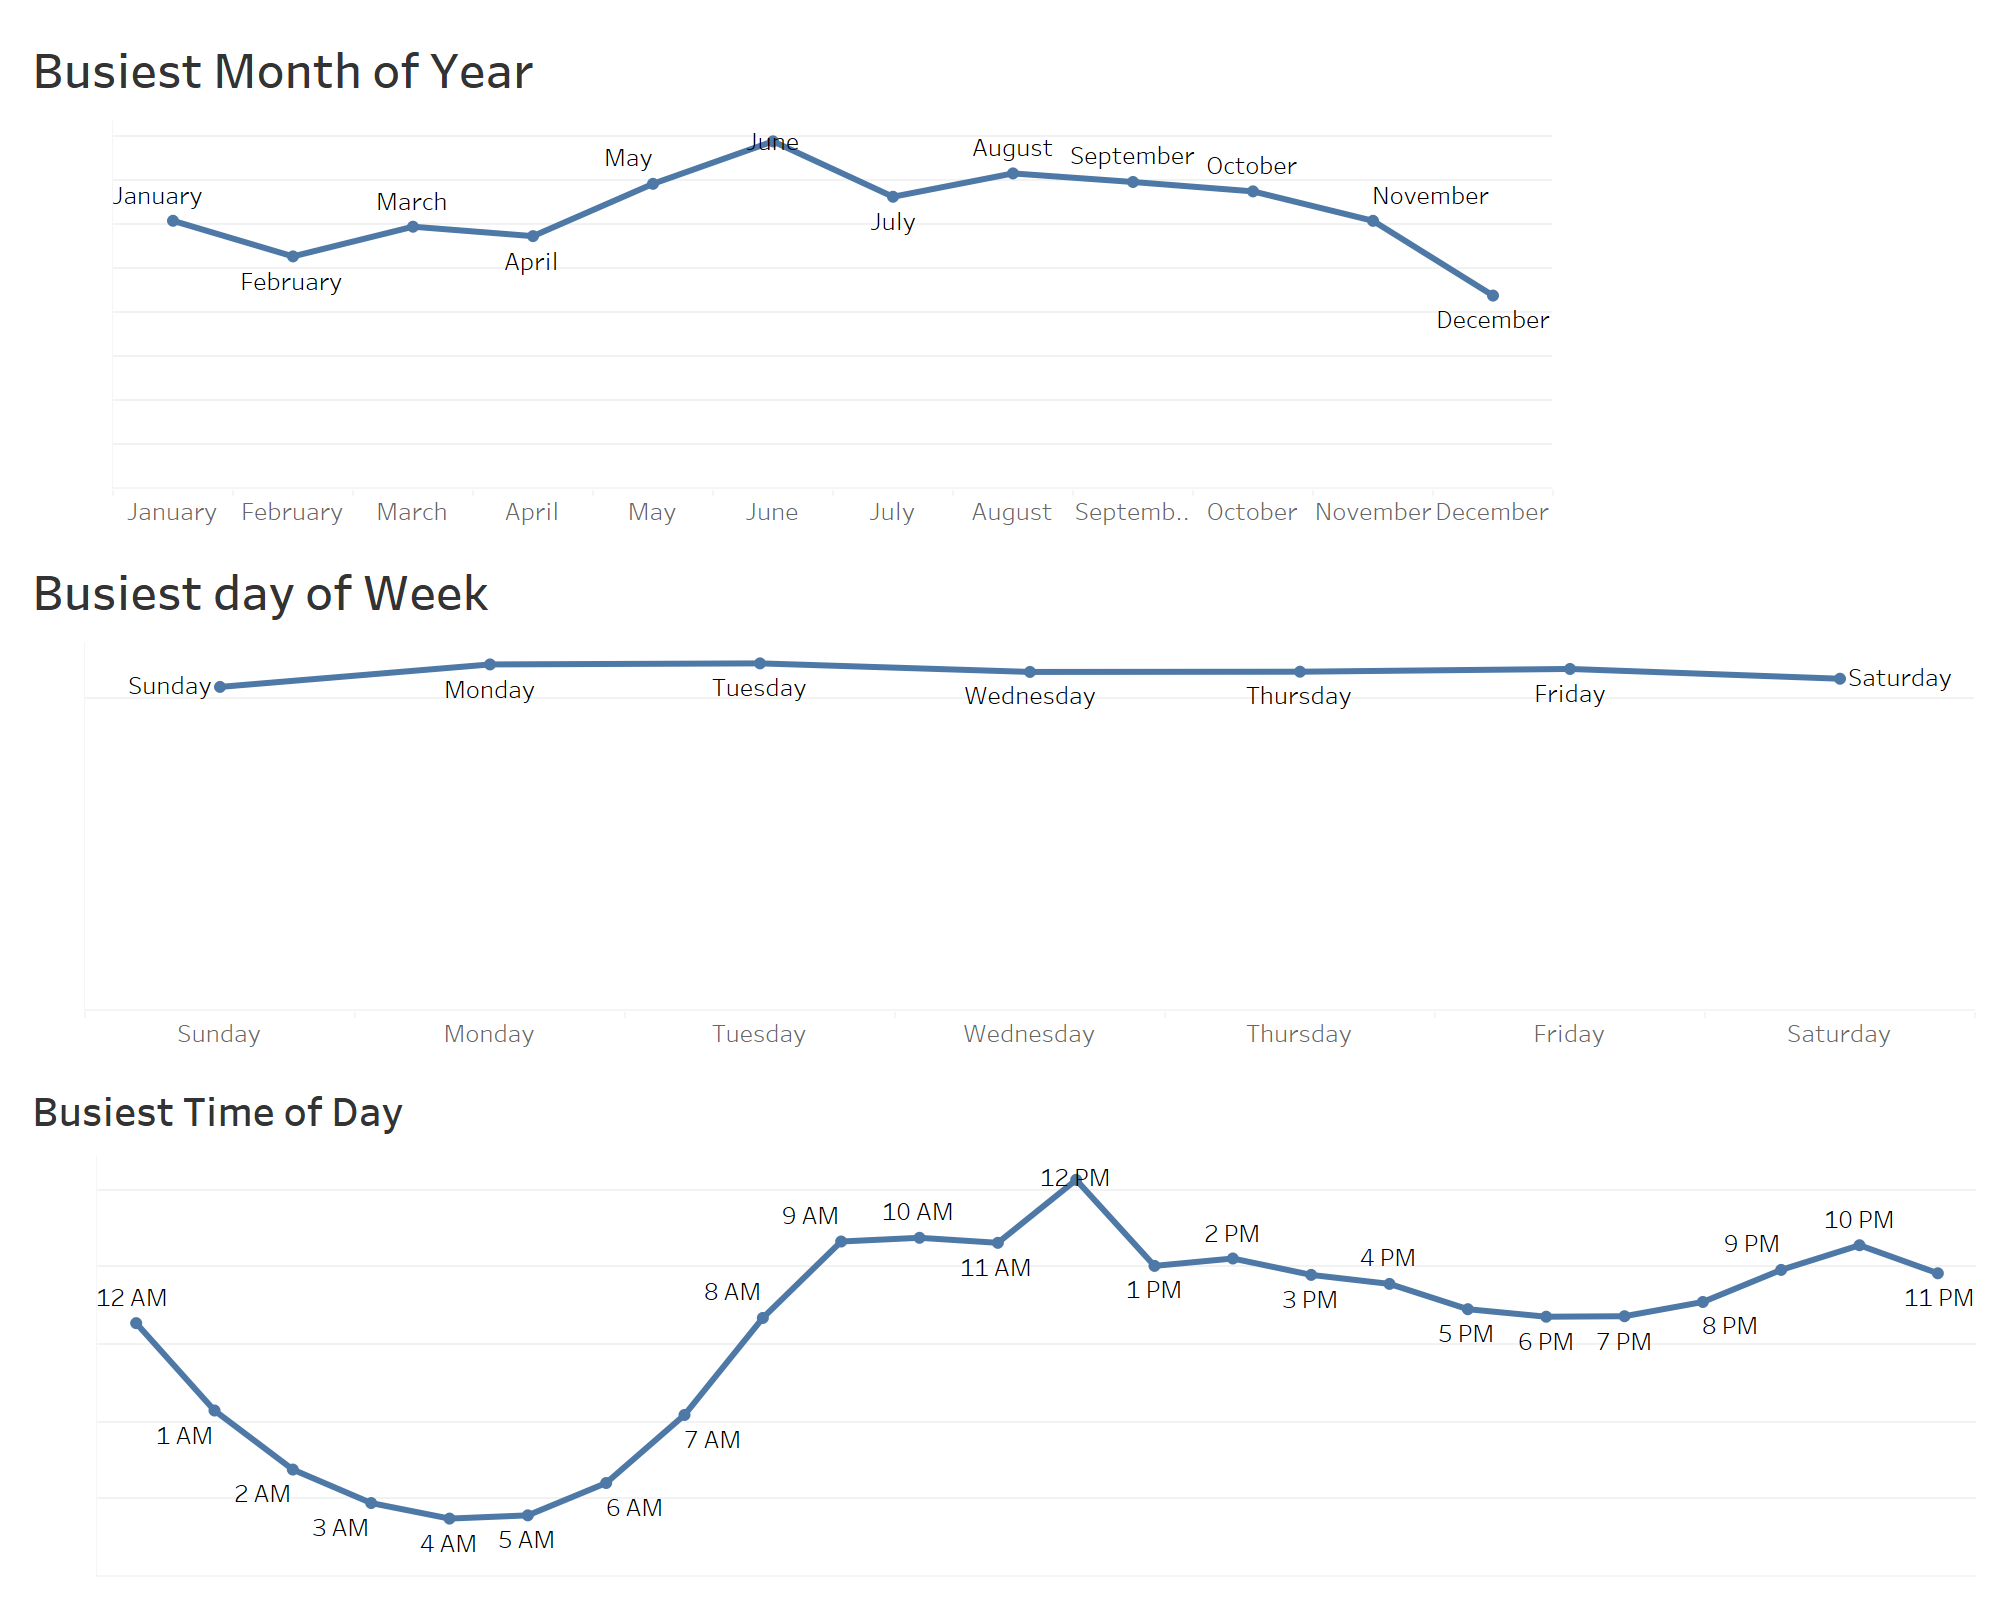 Busiest Month of Year
June
August
September
May
October
January
March
November
July
April
February
December
January February March April May June July August Septemb.. October November December
Busiest day of Week
Sunday Monday Tuesday Wednesday Thursday Friday Saturday
Sunday Monday Tuesday Wednesday Thursday Friday Saturday
Busiest Time of Day
12 PM
9 AM 10 AM
10 PM
2 PM
9 PM
4 PM
11 AM
1 PM
8 AM
12 AM
3 PM
11 PM
5 PM
6 PM 7 PM
8 PM
1 AM
7 AM
2 AM
6 AM
3 AM
4 AM 5 AM